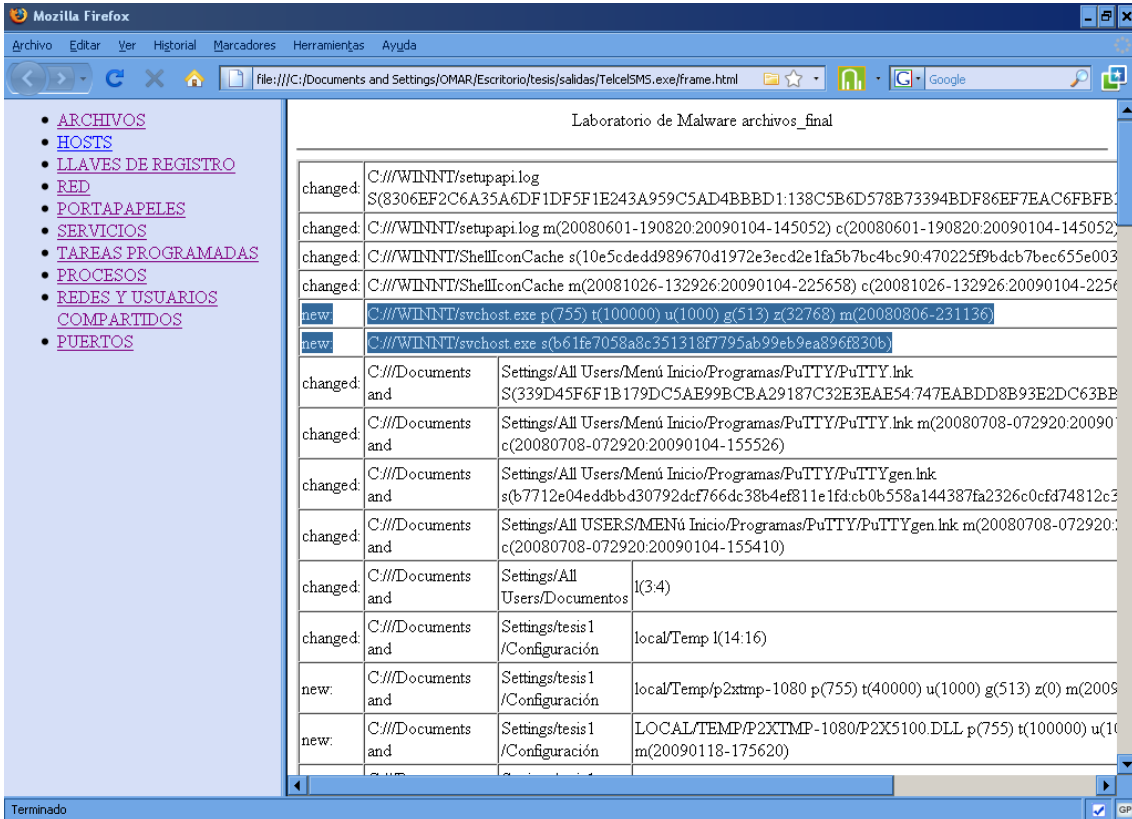 Mozilla Firefox
Archivo Editar Ver Historial Marcadores Herramientas Ayuda
file:///C:/Documents and Settings/OMAR/Escritorio/tesis/salidas/TelcelSMS.exe/frame.html
G Google
ARCHIVOS
HOSTS
LLAVES DE REGISTRO
RED
PORTAPAPELES
SERVICIOS
TAREAS PROGRAMADAS
PROCESOS
REDES Y USUARIOS
COMPARTIDOS
PUERTOS
Laboratorio de Malware archivos_final
changed: C:///WINNT/setupapi.log
S(8306EF2C6A35A6DF1DF5F1E243A959C5AD4BBBD1:138C5B6D578B73394BDF86EF7EAC6FBFB
changed: C:///WINNT/setupapi.log m(20080601-190820:20090104-145052) c(20080601-190820:20090104-145052)
changed: C:///WINNT/ShellIconCache s(10e5cdedd989670d1972e3ecd2e1fa5b7bc4bc90:470225f9bdcb7bec655e003
changed: C:///WINNT/ShellIconCache m(20081026-132926:20090104-225658) c(20081026-132926:20090104-2256
new: C:///WINNT/svchost.exe p(755) t(100000) u(1000) g(513) z(32768) m(20080806-231136)
new: C:///WINNT/svchost.exe s(b61fe7058a8c351318f7795ab99eb9ea896f830b)
changed: C:///Documents and Settings/All Users/Menú Inicio/Programas/PuTTY/PuTTY.lnk
S(339D45F6F1B179DC5AE99BCBA29187C32E3EAE54:747EABDD8B93E2DC63BB
changed: C:///Documents and Settings/All Users/Menú Inicio/Programas/PuTTY/PuTTY.lnk m(20080708-072920:20090
c(20080708-072920:20090104-155526)
changed: C:///Documents and Settings/All Users/Menú Inicio/Programas/PuTTY/PuTTYgen.lnk
s(b7712e04eddbbd30792dcf766dc38b4ef811e1fd:cb0b558a144387fa2326c0cfd74812c3
changed: C:///Documents and Settings/All USERS/MENú Inicio/Programas/PuTTY/PuTTYgen.lnk m(20080708-072920:
c(20080708-072920:20090104-155410)
changed: C:///Documents and Settings/All Users/Documentos l(3:4)
changed: C:///Documents and Settings/tesis1 /Configuración local/Temp l(14:16)
new: C:///Documents and Settings/tesis1 /Configuración local/Temp/p2xtmp-1080 p(755) t(40000) u(1000) g(513) z(0) m(2009
new: C:///Documents and Settings/tesis1 /Configuración LOCAL/TEMP/P2XTMP-1080/P2X5100.DLL p(755) t(100000) u(10
m(20090118-175620)
Terminado
GP